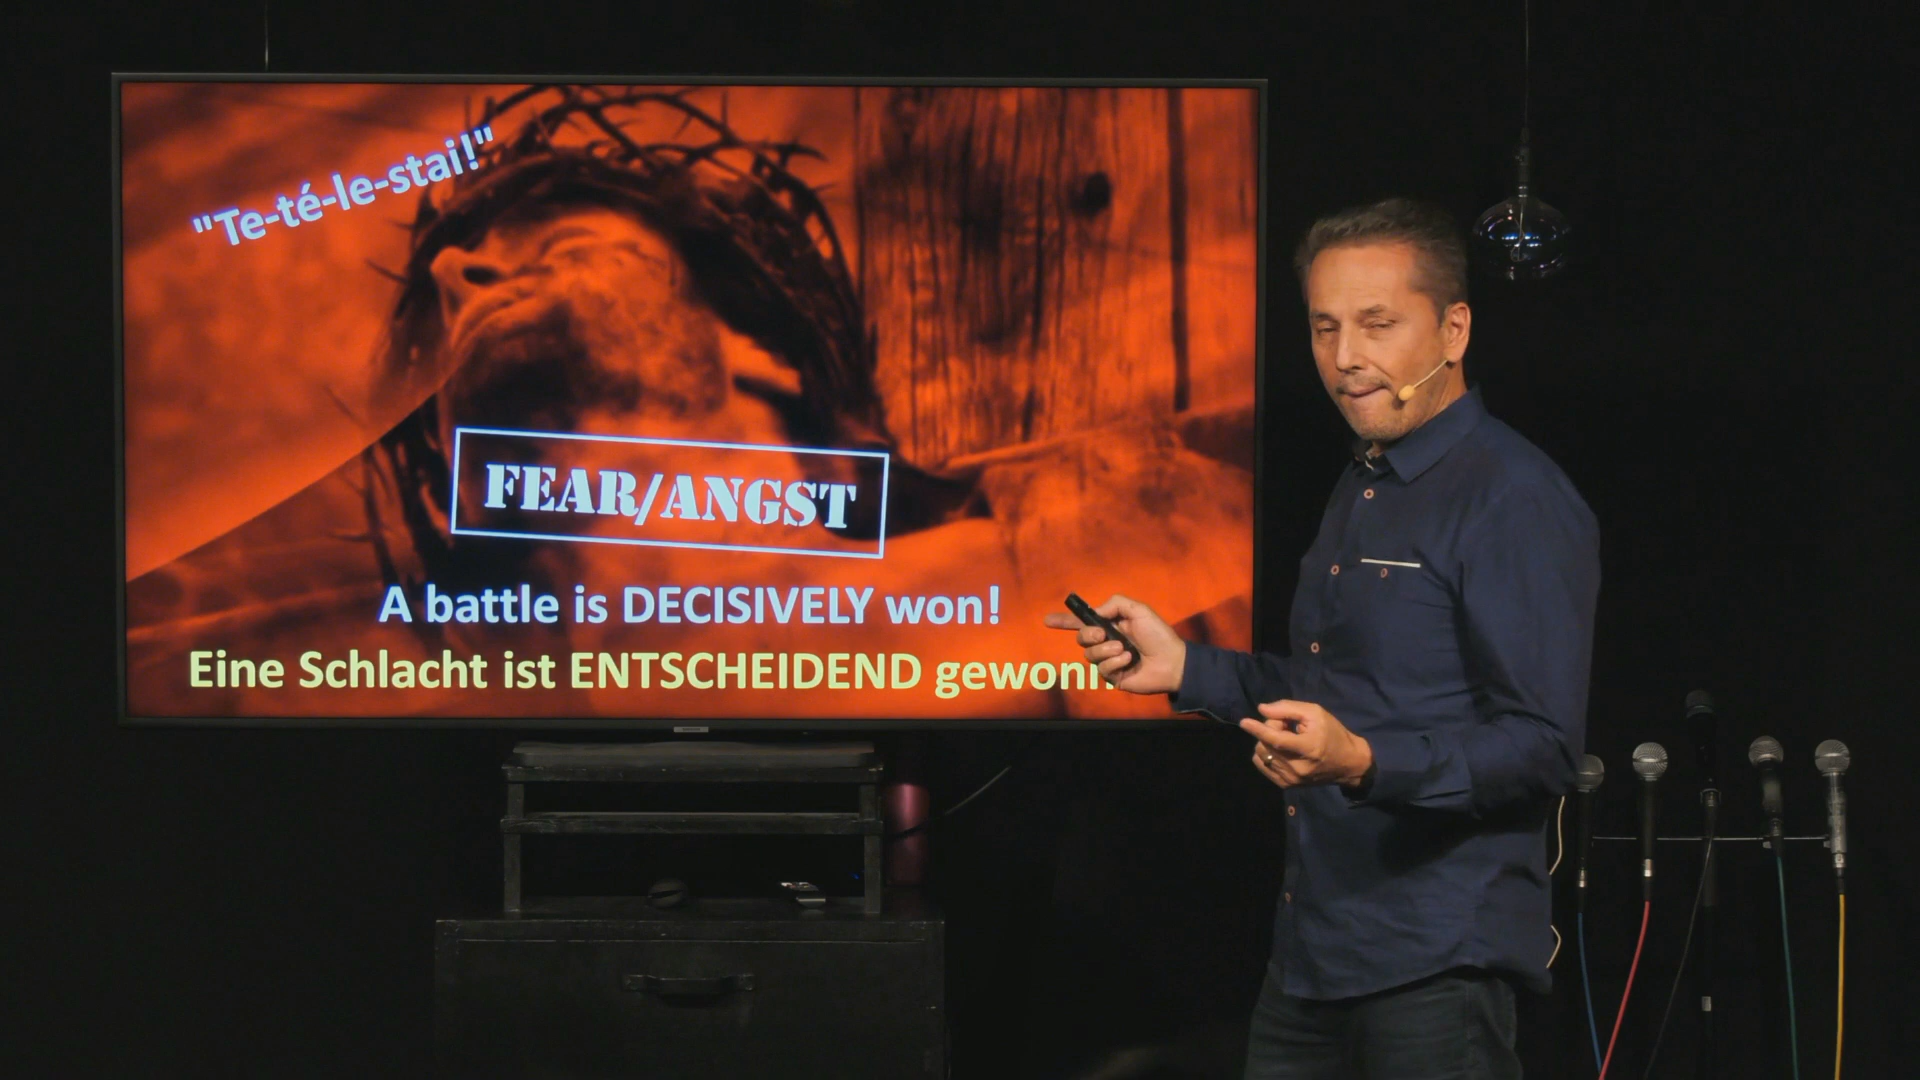 "Te-té-le-stai!"
FEAR/ANGST
A battle is DECISIVELY won!
Eine Schlacht ist ENTSCHEIDEND